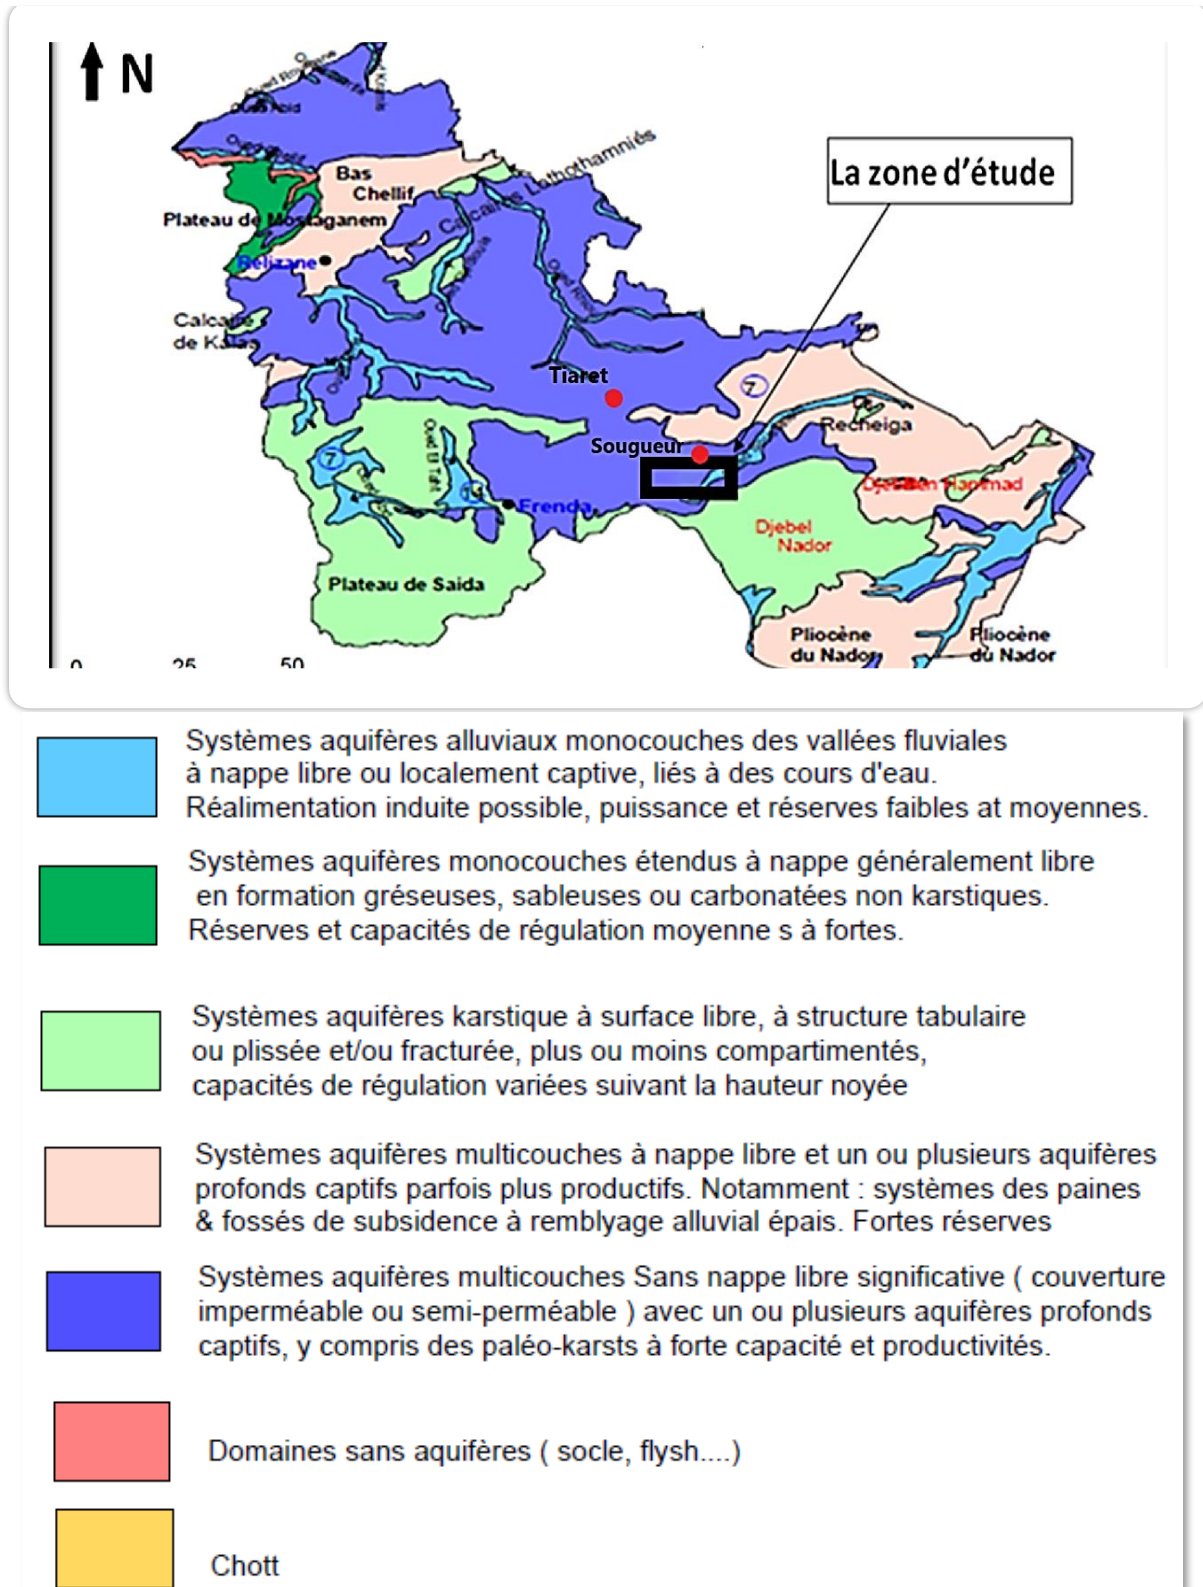 N
Bas
Chellif
Calcaires Lathothamniés
La zone d'étude
Plateau de Mostaganem
Relizane
Calcaire
de Kalaa
Tiaret
7
Sougueur
Recheiga
7
14
Oued El Taht
Frenda
Djebel
Nador
Plateau de Saida
Pliocène
du Nador
Pliocène
du Nador
0 25 50
Systèmes aquifères alluviaux monocouches des vallées fluviales
à nappe libre ou localement captive, liés à des cours d'eau.
Réalimentation induite possible, puissance et réserves faibles at moyennes.
Systèmes aquifères monocouches étendus à nappe généralement libre
en formation gréseuses, sableuses ou carbonatées non karstiques.
Réserves et capacités de régulation moyenne s à fortes.
Systèmes aquifères karstique à surface libre, à structure tabulaire
ou plissée et/ou fracturée, plus ou moins compartimentés,
capacités de régulation variées suivant la hauteur noyée
Systèmes aquifères multicouches à nappe libre et un ou plusieurs aquifères
profonds captifs parfois plus productifs. Notamment : systèmes des paines
& fossés de subsidence à remblyage alluvial épais. Fortes réserves
Systèmes aquifères multicouches Sans nappe libre significative ( couverture
imperméable ou semi-perméable ) avec un ou plusieurs aquifères profonds
captifs, y compris des paléo-karsts à forte capacité et productivités.
Domaines sans aquifères ( socle, flysh....)
Chott